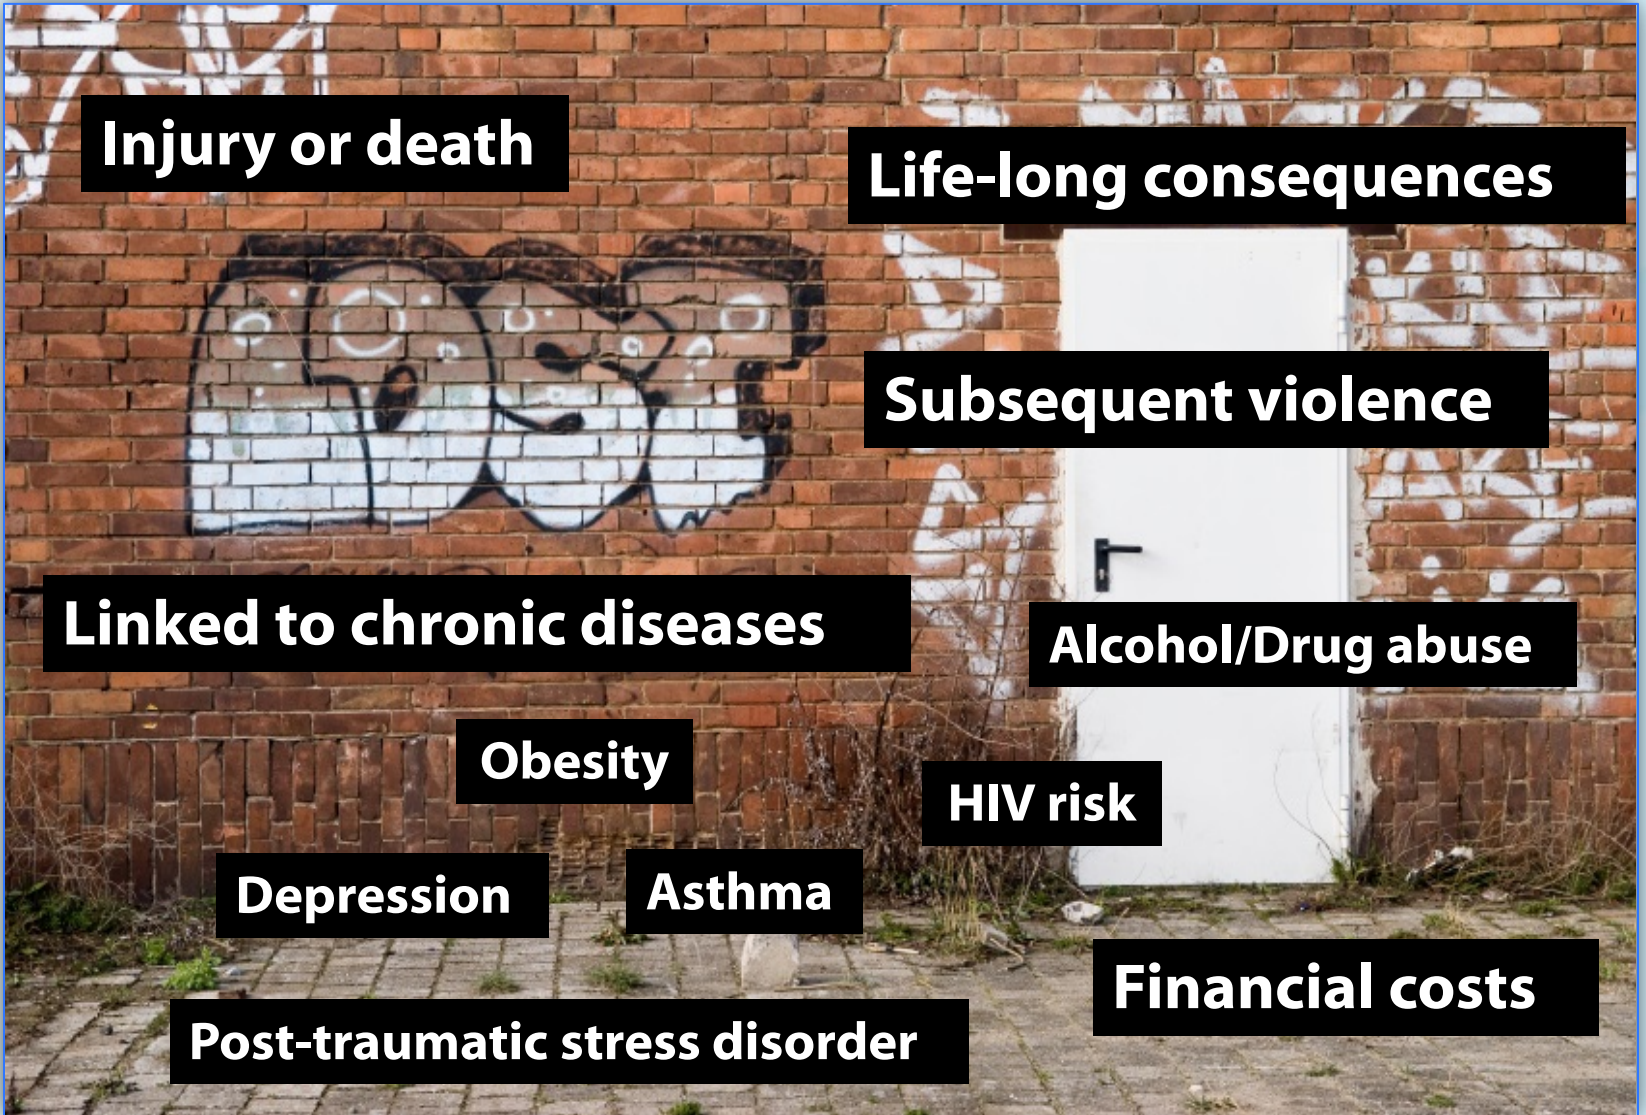 Injury or death
Life-long consequences
Subsequent violence
Linked to chronic diseases
Alcohol/Drug abuse
Obesity
HIV risk
Depression
Asthma
Financial costs
Post-traumatic stress disorder